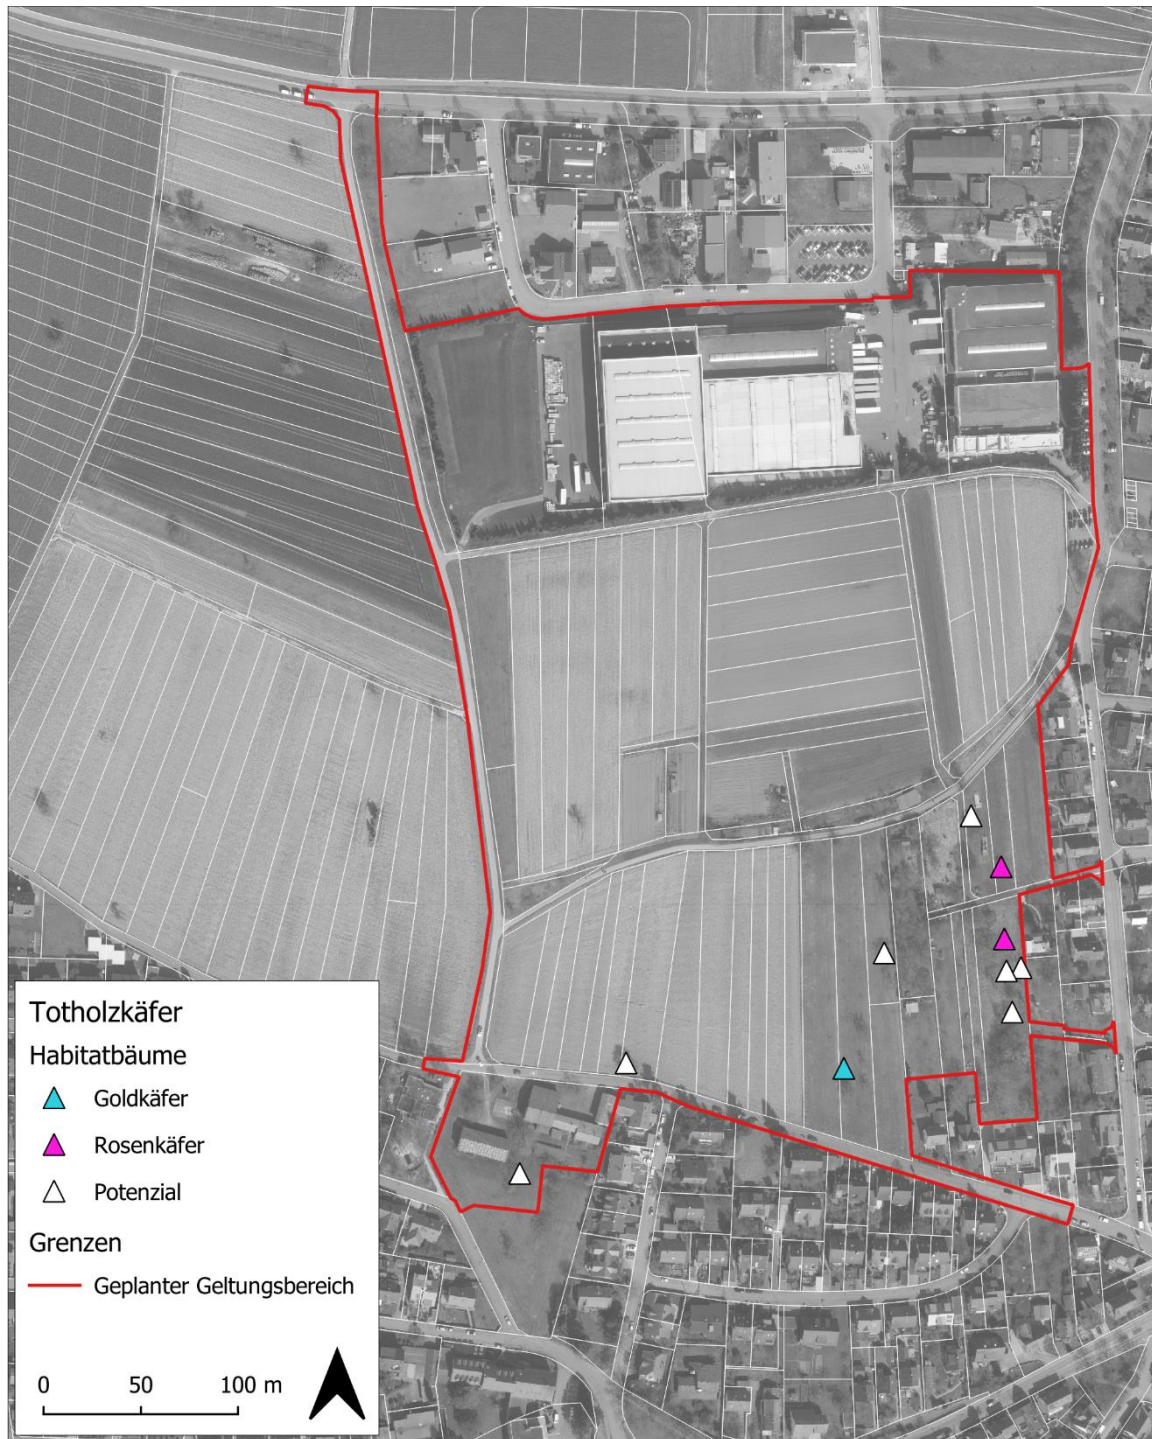 Totholzkäfer
Habitatbäume
Goldkäfer
Rosenkäfer
Potenzial
Grenzen
Geplanter Geltungsbereich
0 50 100 m